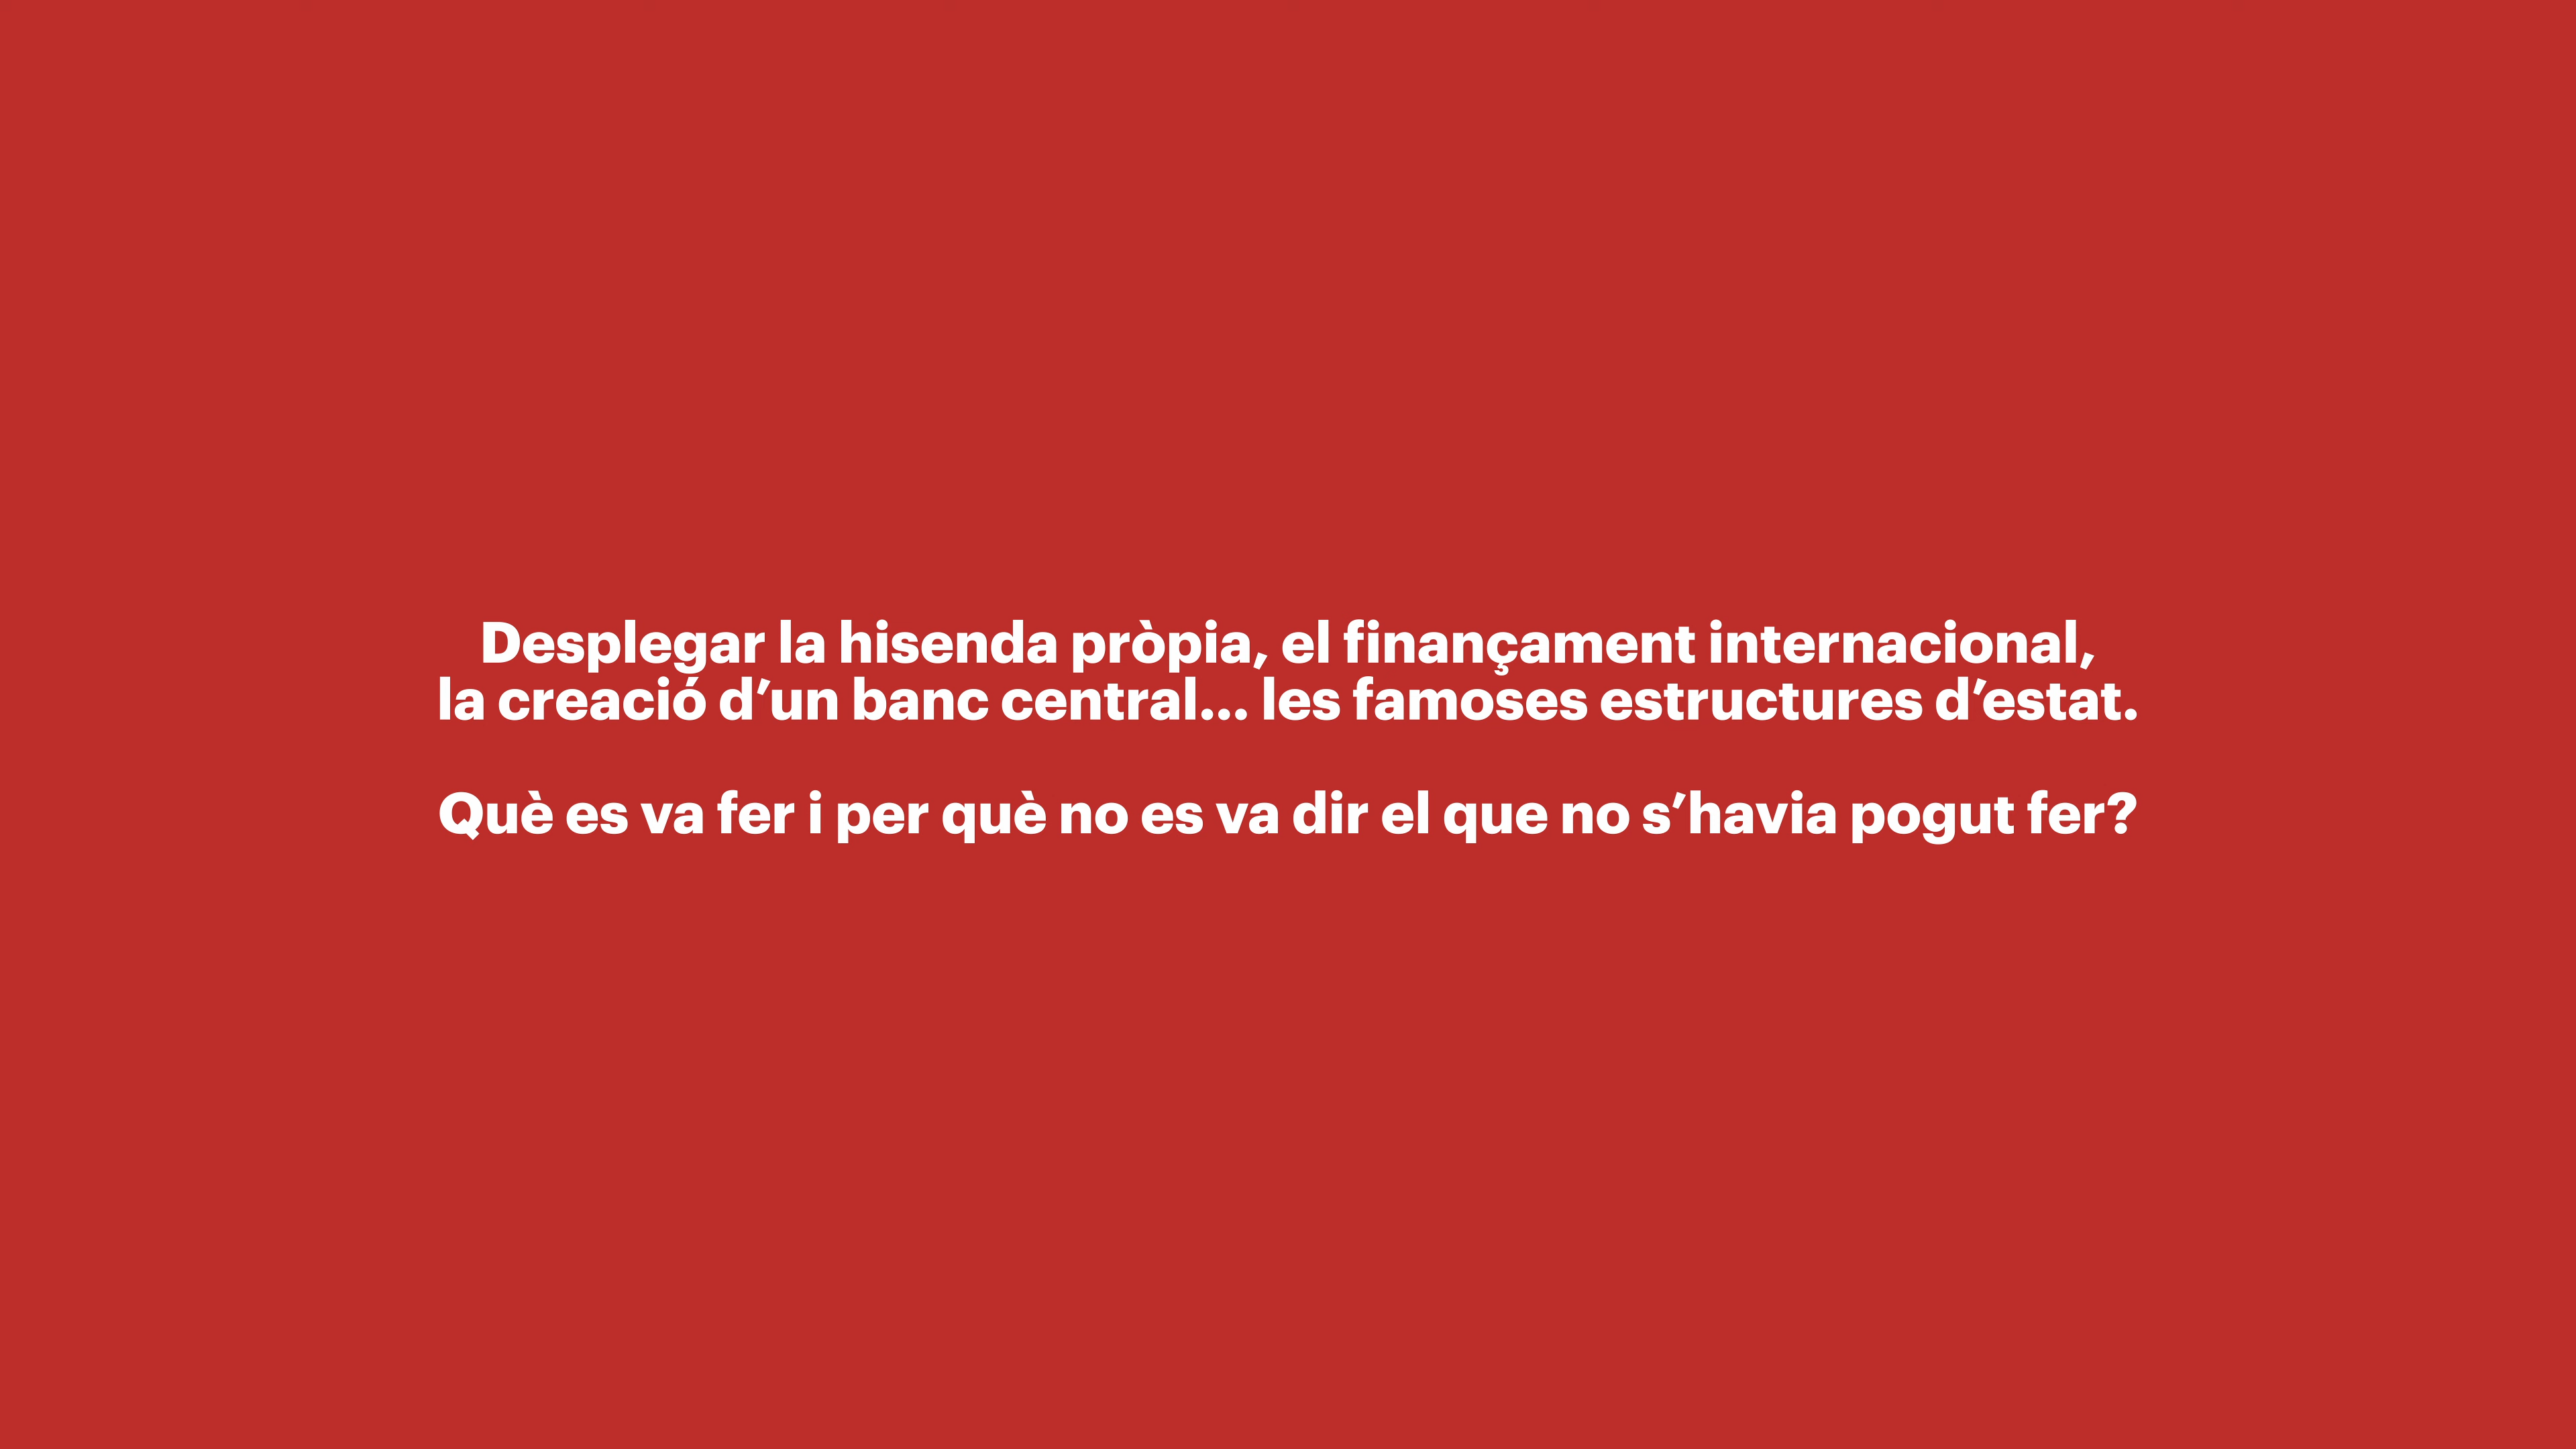 Desplegar la hisenda pròpia, el finançament internacional,
la creació d’un banc central... les famoses estructures d’estat.
Què es va fer i per què no es va dir el que no s’havia pogut fer?